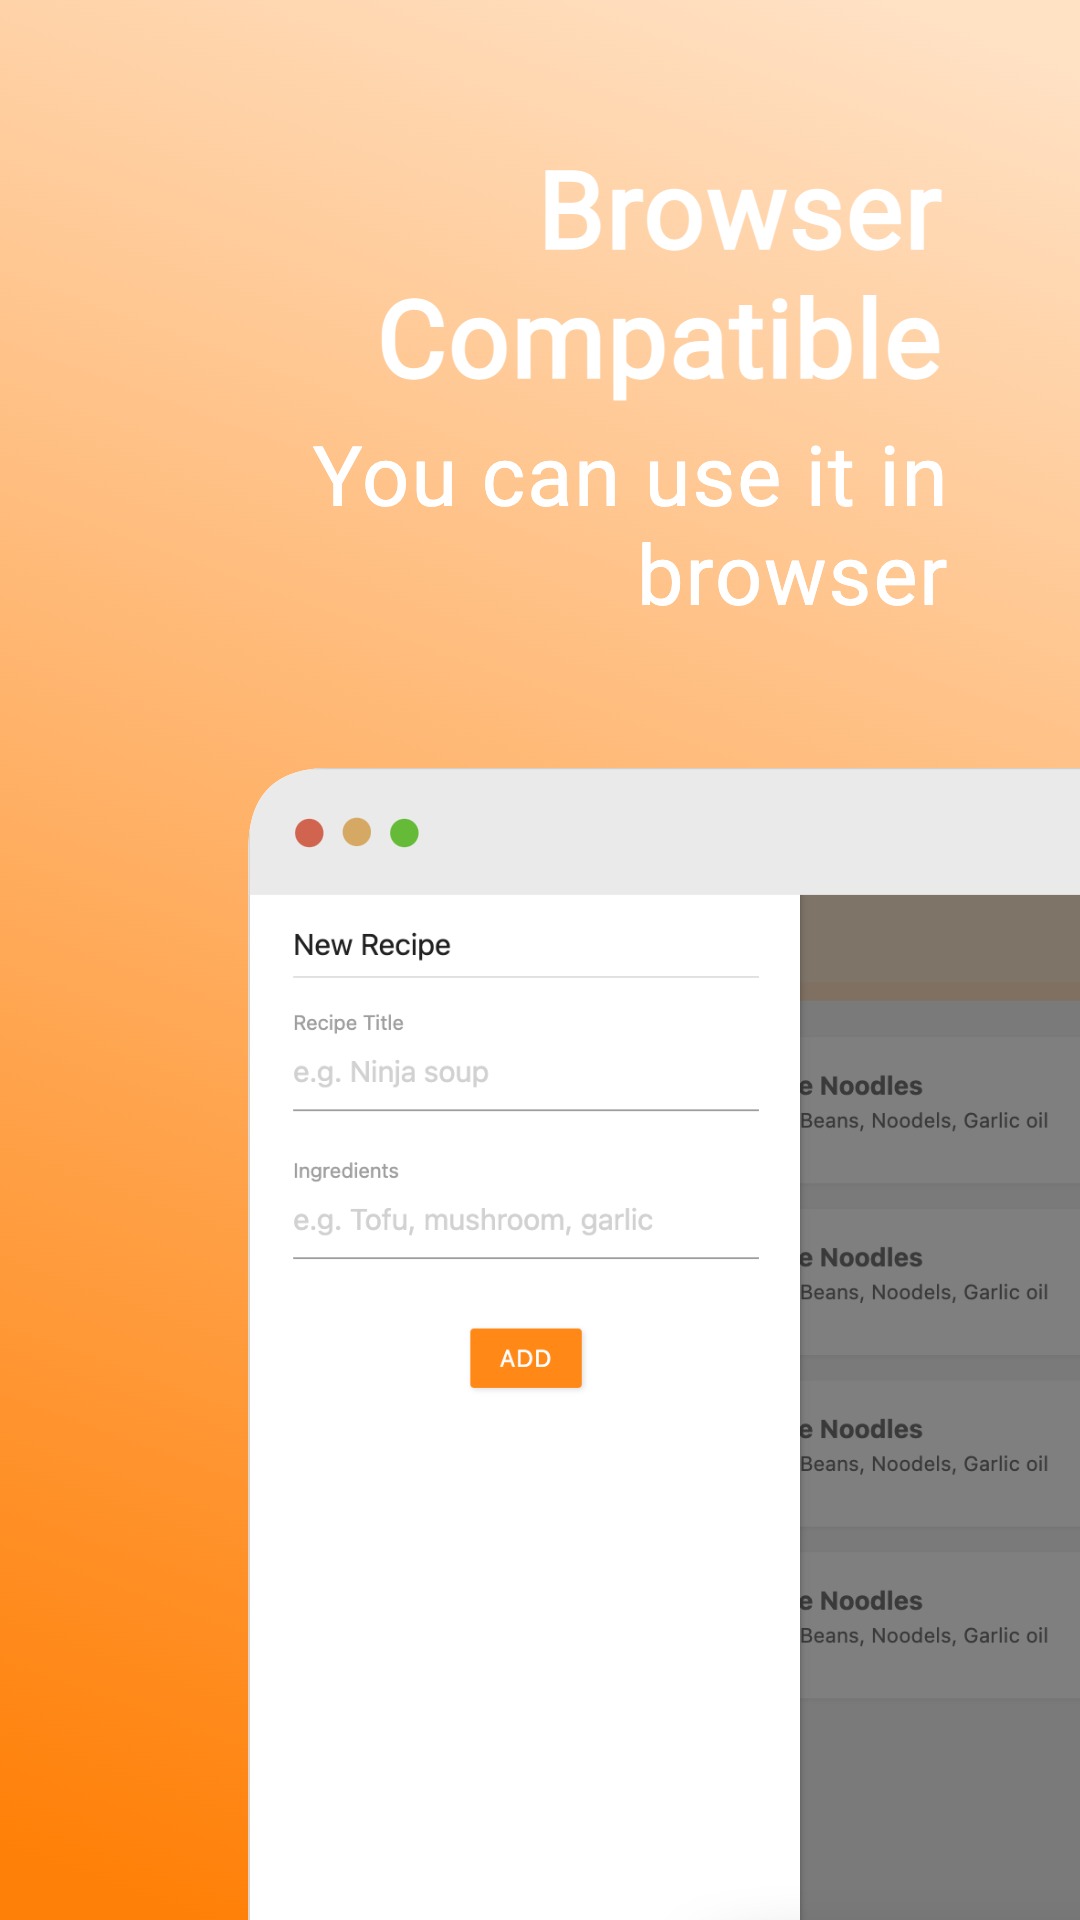 Browser
Compatible
You can use it in
browser
New Recipe
Recipe Title
e.g. Ninja soup
Ingredients
e.g. Tofu, mushroom, garlic
ADD
e Noodles
Beans, Noodels, Garlic oil
e Noodles
Beans, Noodels, Garlic oil
e Noodles
Beans, Noodels, Garlic oil
e Noodles
Beans, Noodels, Garlic oil